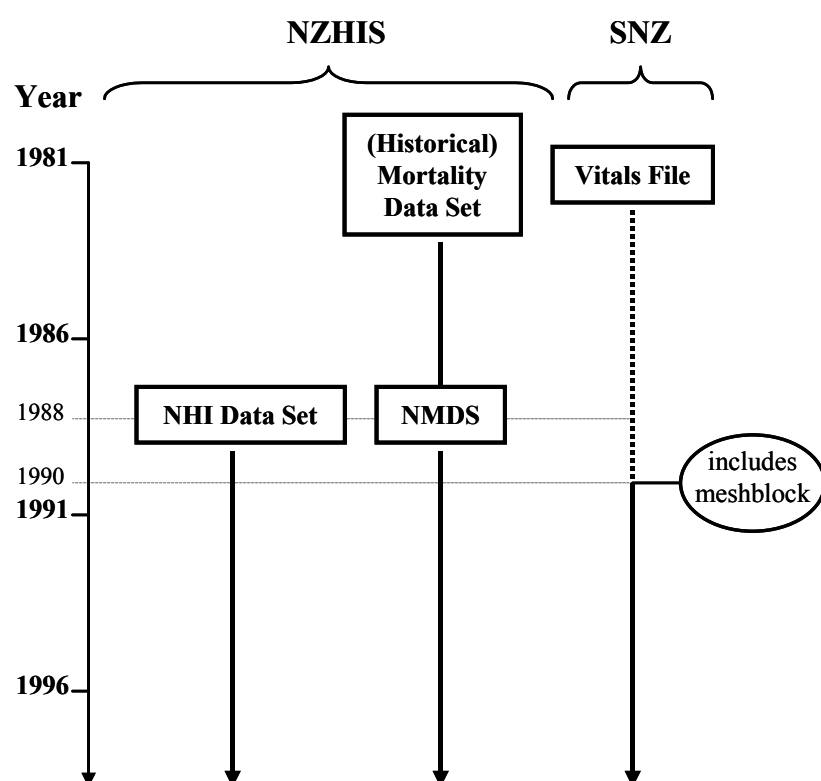 NZHIS
SNZ
Year
1981
(Historical)
Mortality
Data Set
Vitals File
1986
1988
NHI Data Set
NMDS
1990
includes
meshblock
1991
1996